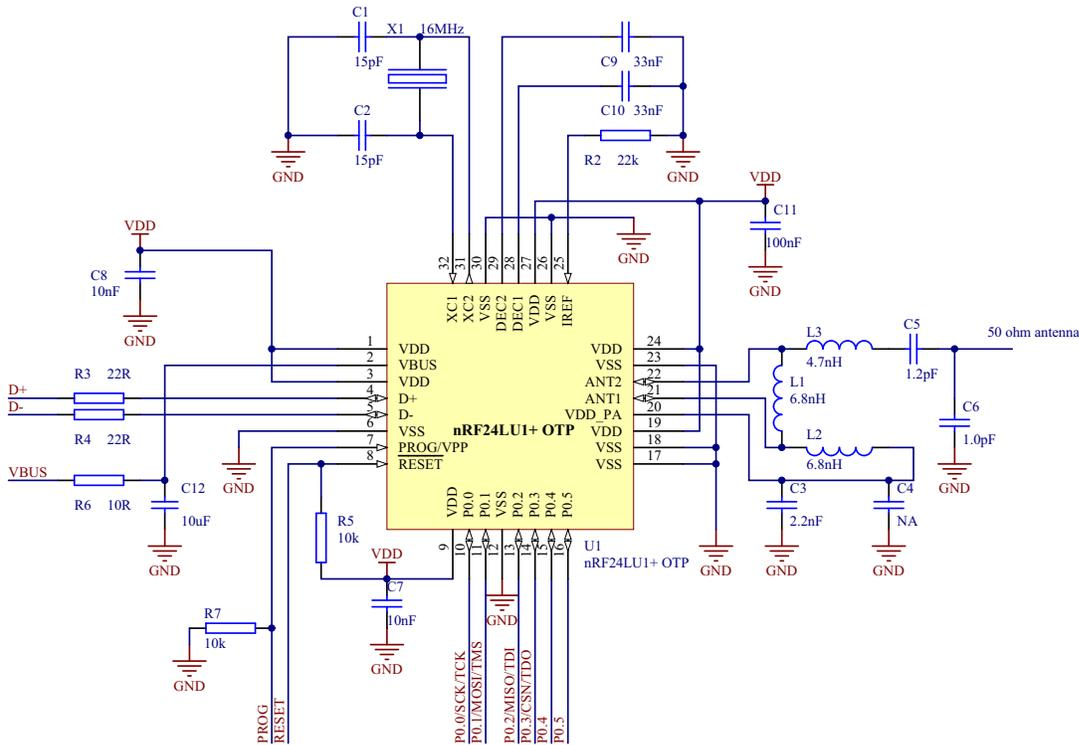 C1
X1 16MHz
15pF
C2
15pF
GND
C9 33nF
C10 33nF
R2 22k
GND
VDD
C11
100nF
GND
GND
VDD
C8
10nF
GND
32
31
30
29
28
27
26
25
XC1
XC2
VSS
DEC2
DEC1
VDD
VSS
IREF
1 VDD
2 VBUS
3 VDD
4 D+
5 D-
6 VSS
7 PROG/VPP
8 RESET
VDD 24
VSS 23
ANT2 22
ANT1 21
VDD_PA 20
VDD 19
VSS 18
VSS 17
nRF24LU1+ OTP
R3 22R
D+
D-
R4 22R
VBUS
R6 10R
C12
10uF
GND
GND
L3
4.7nH
C5
1.2pF
50 ohm antenna
L1
6.8nH
L2
6.8nH
C6
1.0pF
GND
C3
2.2nF
GND
C4
NA
GND
GND
VDD
P0.0
P0.1
VSS
P0.2
P0.3
P0.4
P0.5
9
10
11
12
13
14
15
16
U1
nRF24LU1+ OTP
R5
10k
VDD
C7
10nF
GND
GND
R7
10k
GND
PROG
RESET
P0.0/SCK/TCK
P0.1/MOSI/TMS
P0.2/MISO/TDI
P0.3/CSN/TDO
P0.4
P0.5